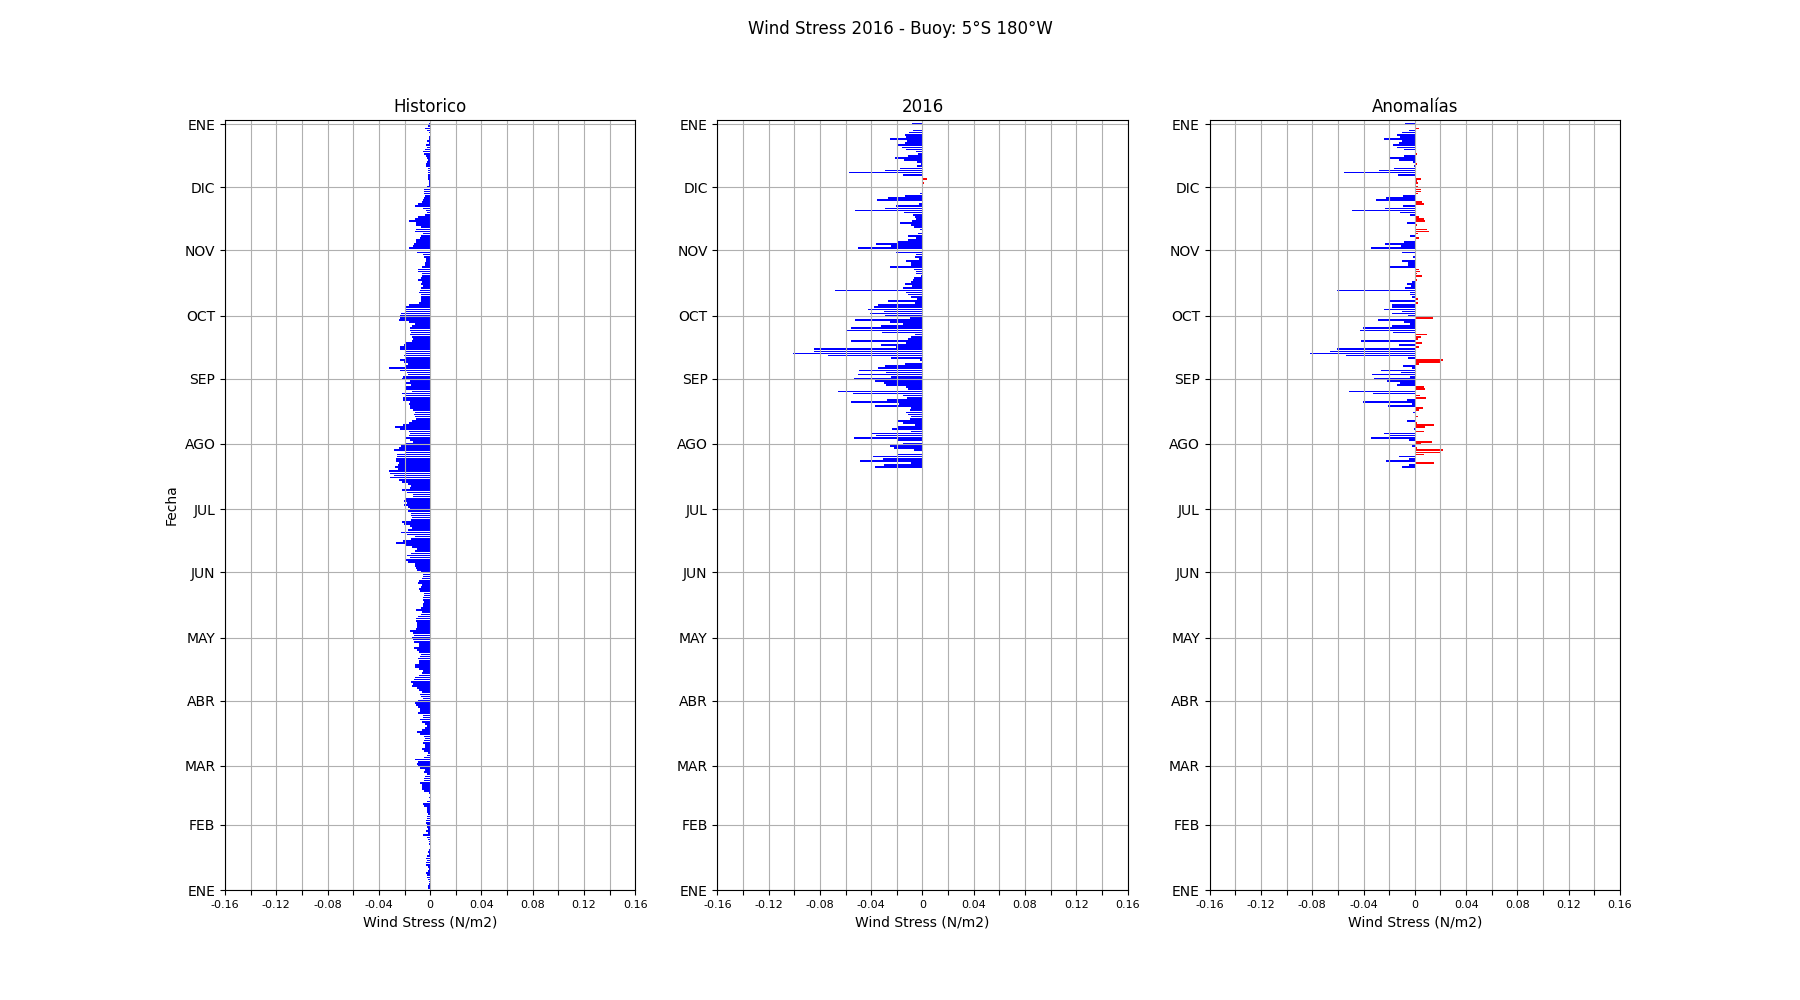 Wind Stress 2016 - Buoy: 5°S 180°W
Historico
ENE
DIC
NOV
OCT
SEP
AGO
JUL
JUN
MAY
ABR
MAR
FEB
ENE
Fecha
-0.16 -0.12 -0.08 -0.04 0 0.04 0.08 0.12 0.16
Wind Stress (N/m2)
2016
ENE
DIC
NOV
OCT
SEP
AGO
JUL
JUN
MAY
ABR
MAR
FEB
ENE
-0.16 -0.12 -0.08 -0.04 0 0.04 0.08 0.12 0.16
Wind Stress (N/m2)
Anomalías
ENE
DIC
NOV
OCT
SEP
AGO
JUL
JUN
MAY
ABR
MAR
FEB
ENE
-0.16 -0.12 -0.08 -0.04 0 0.04 0.08 0.12 0.16
Wind Stress (N/m2)